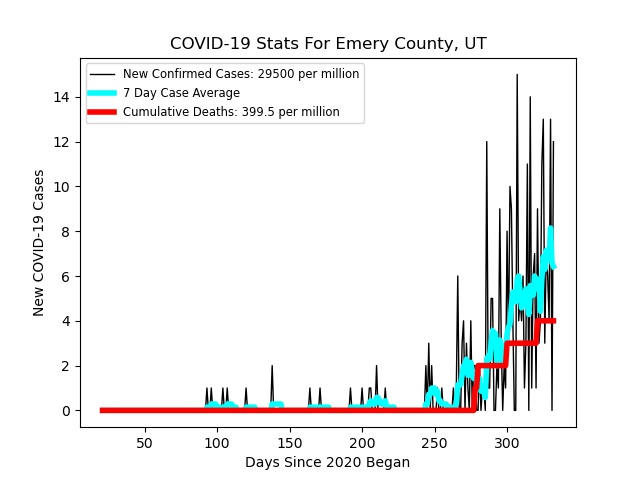 COVID-19 Stats For Emery County, UT
New Confirmed Cases: 29500 per million
7 Day Case Average
Cumulative Deaths: 399.5 per million
New COVID-19 Cases
14
12
10
8
6
4
2
0
50 100 150 200 250 300
Days Since 2020 Began